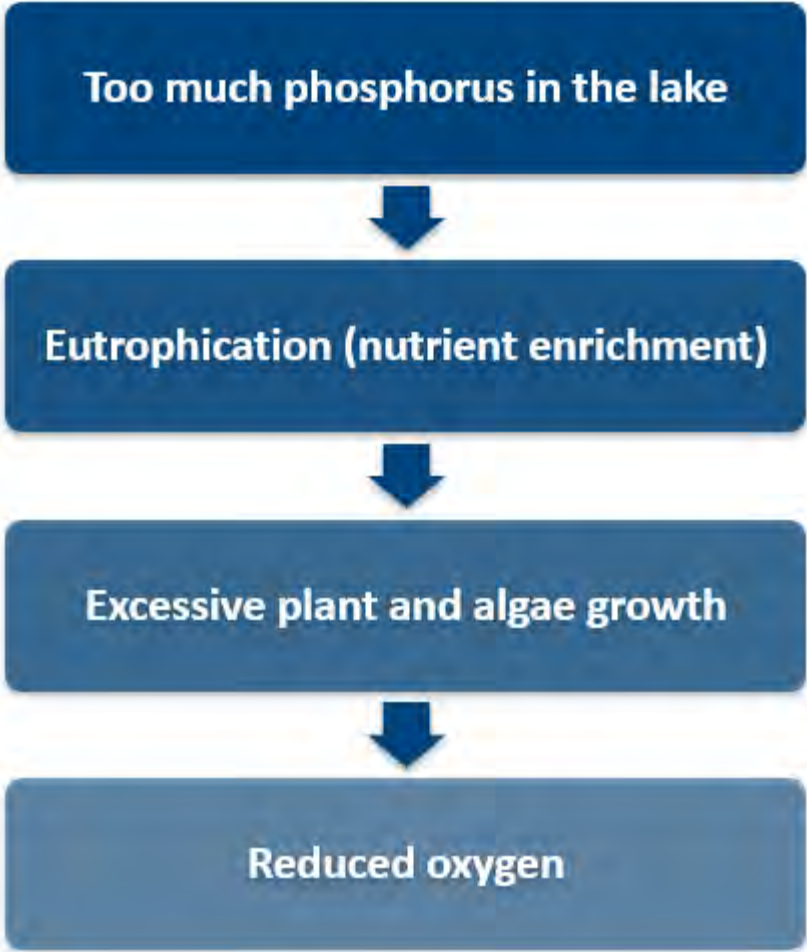 Too much phosphorus in the lake
Eutrophication (nutrient enrichment)
Excessive plant and algae growth
Reduced oxygen